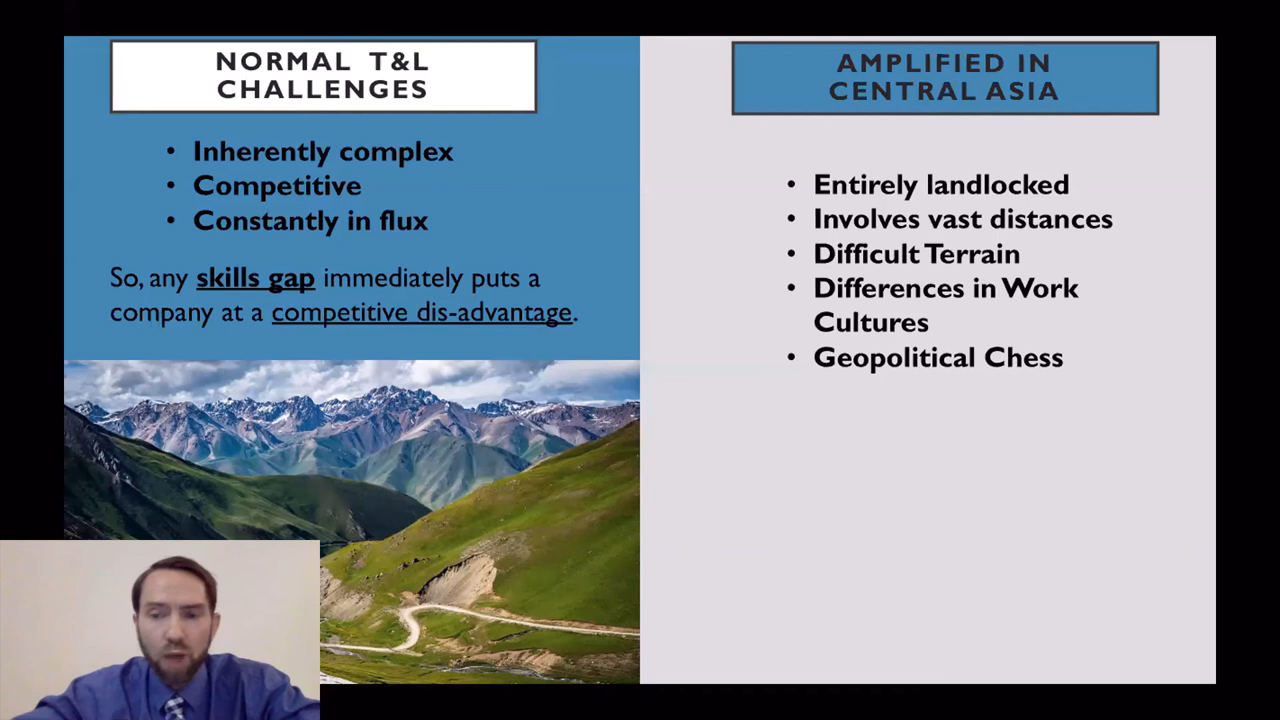 NORMAL T&L
CHALLENGES
• Inherently complex
• Competitive
• Constantly in flux
So, any skills gap immediately puts a
company at a competitive dis-advantage.
AMPLIFIED IN
CENTRAL ASIA
• Entirely landlocked
• Involves vast distances
• Difficult Terrain
• Differences in Work
Cultures
• Geopolitical Chess